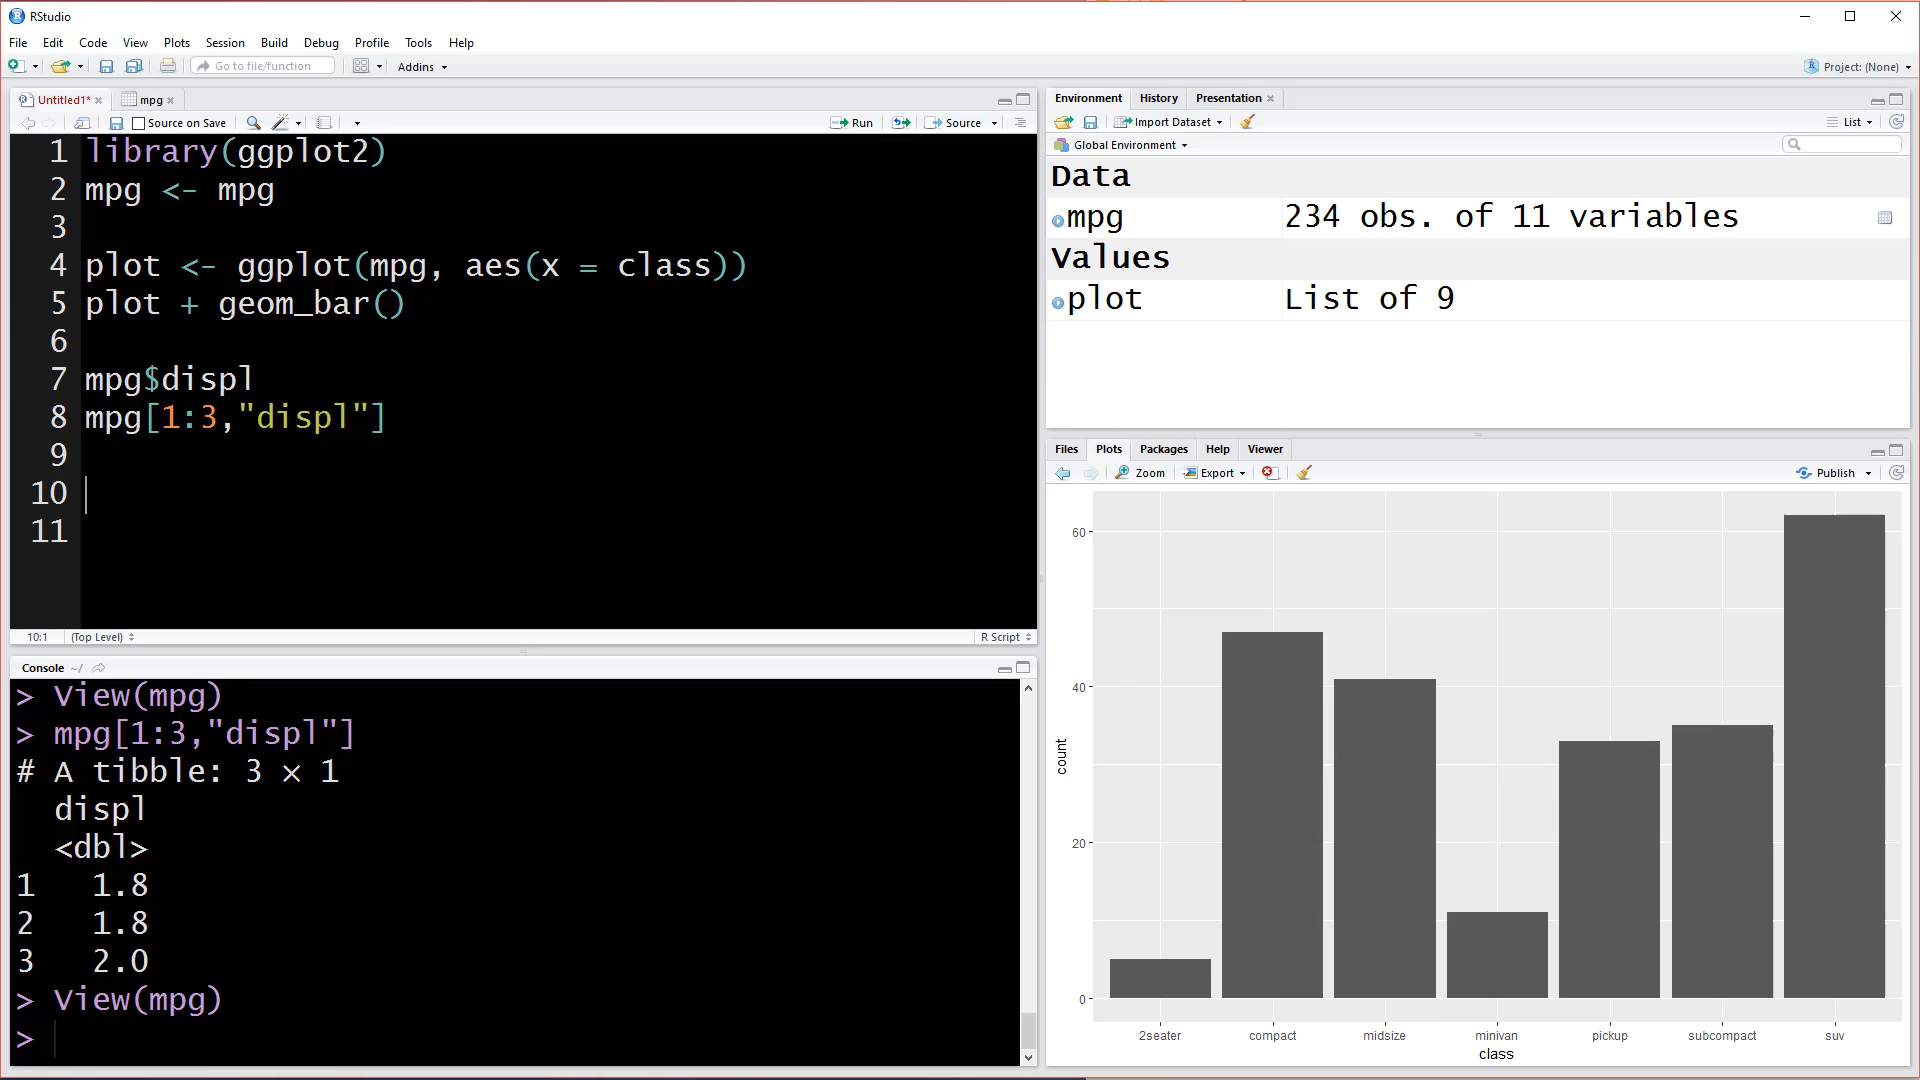 RStudio
File Edit Code View Plots Session Build Debug Profile Tools Help
Go to file/function Addins Project: (None)
Untitled1* mpg
Source on Save Run Source
1 library(ggplot2)
2 mpg <- mpg
3
4 plot <- ggplot(mpg, aes(x = class))
5 plot + geom_bar()
6
7 mpg$displ
8 mpg[1:3,"displ"]
9
10
11
10:1 (Top Level) R Script
Console ~/
> View(mpg)
> mpg[1:3,"displ"]
# A tibble: 3 × 1
displ
<dbl>
1 1.8
2 1.8
3 2.0
> View(mpg)
>
Environment History Presentation
Import Dataset List
Global Environment
Data
mpg 234 obs. of 11 variables
Values
plot List of 9
Files Plots Packages Help Viewer
Zoom Export Publish
60
40
20
0
count
2seater compact midsize minivan pickup subcompact suv
class